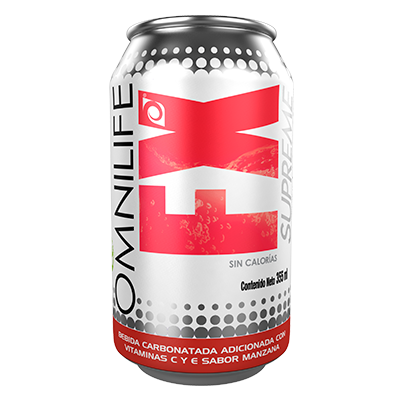 OMNILIFE
FX
SUPREME
SIN CALORÍAS
Contenido Neto 355 ml
BEBIDA CARBONATADA ADICIONADA CON
VITAMINAS C Y E SABOR MANZANA